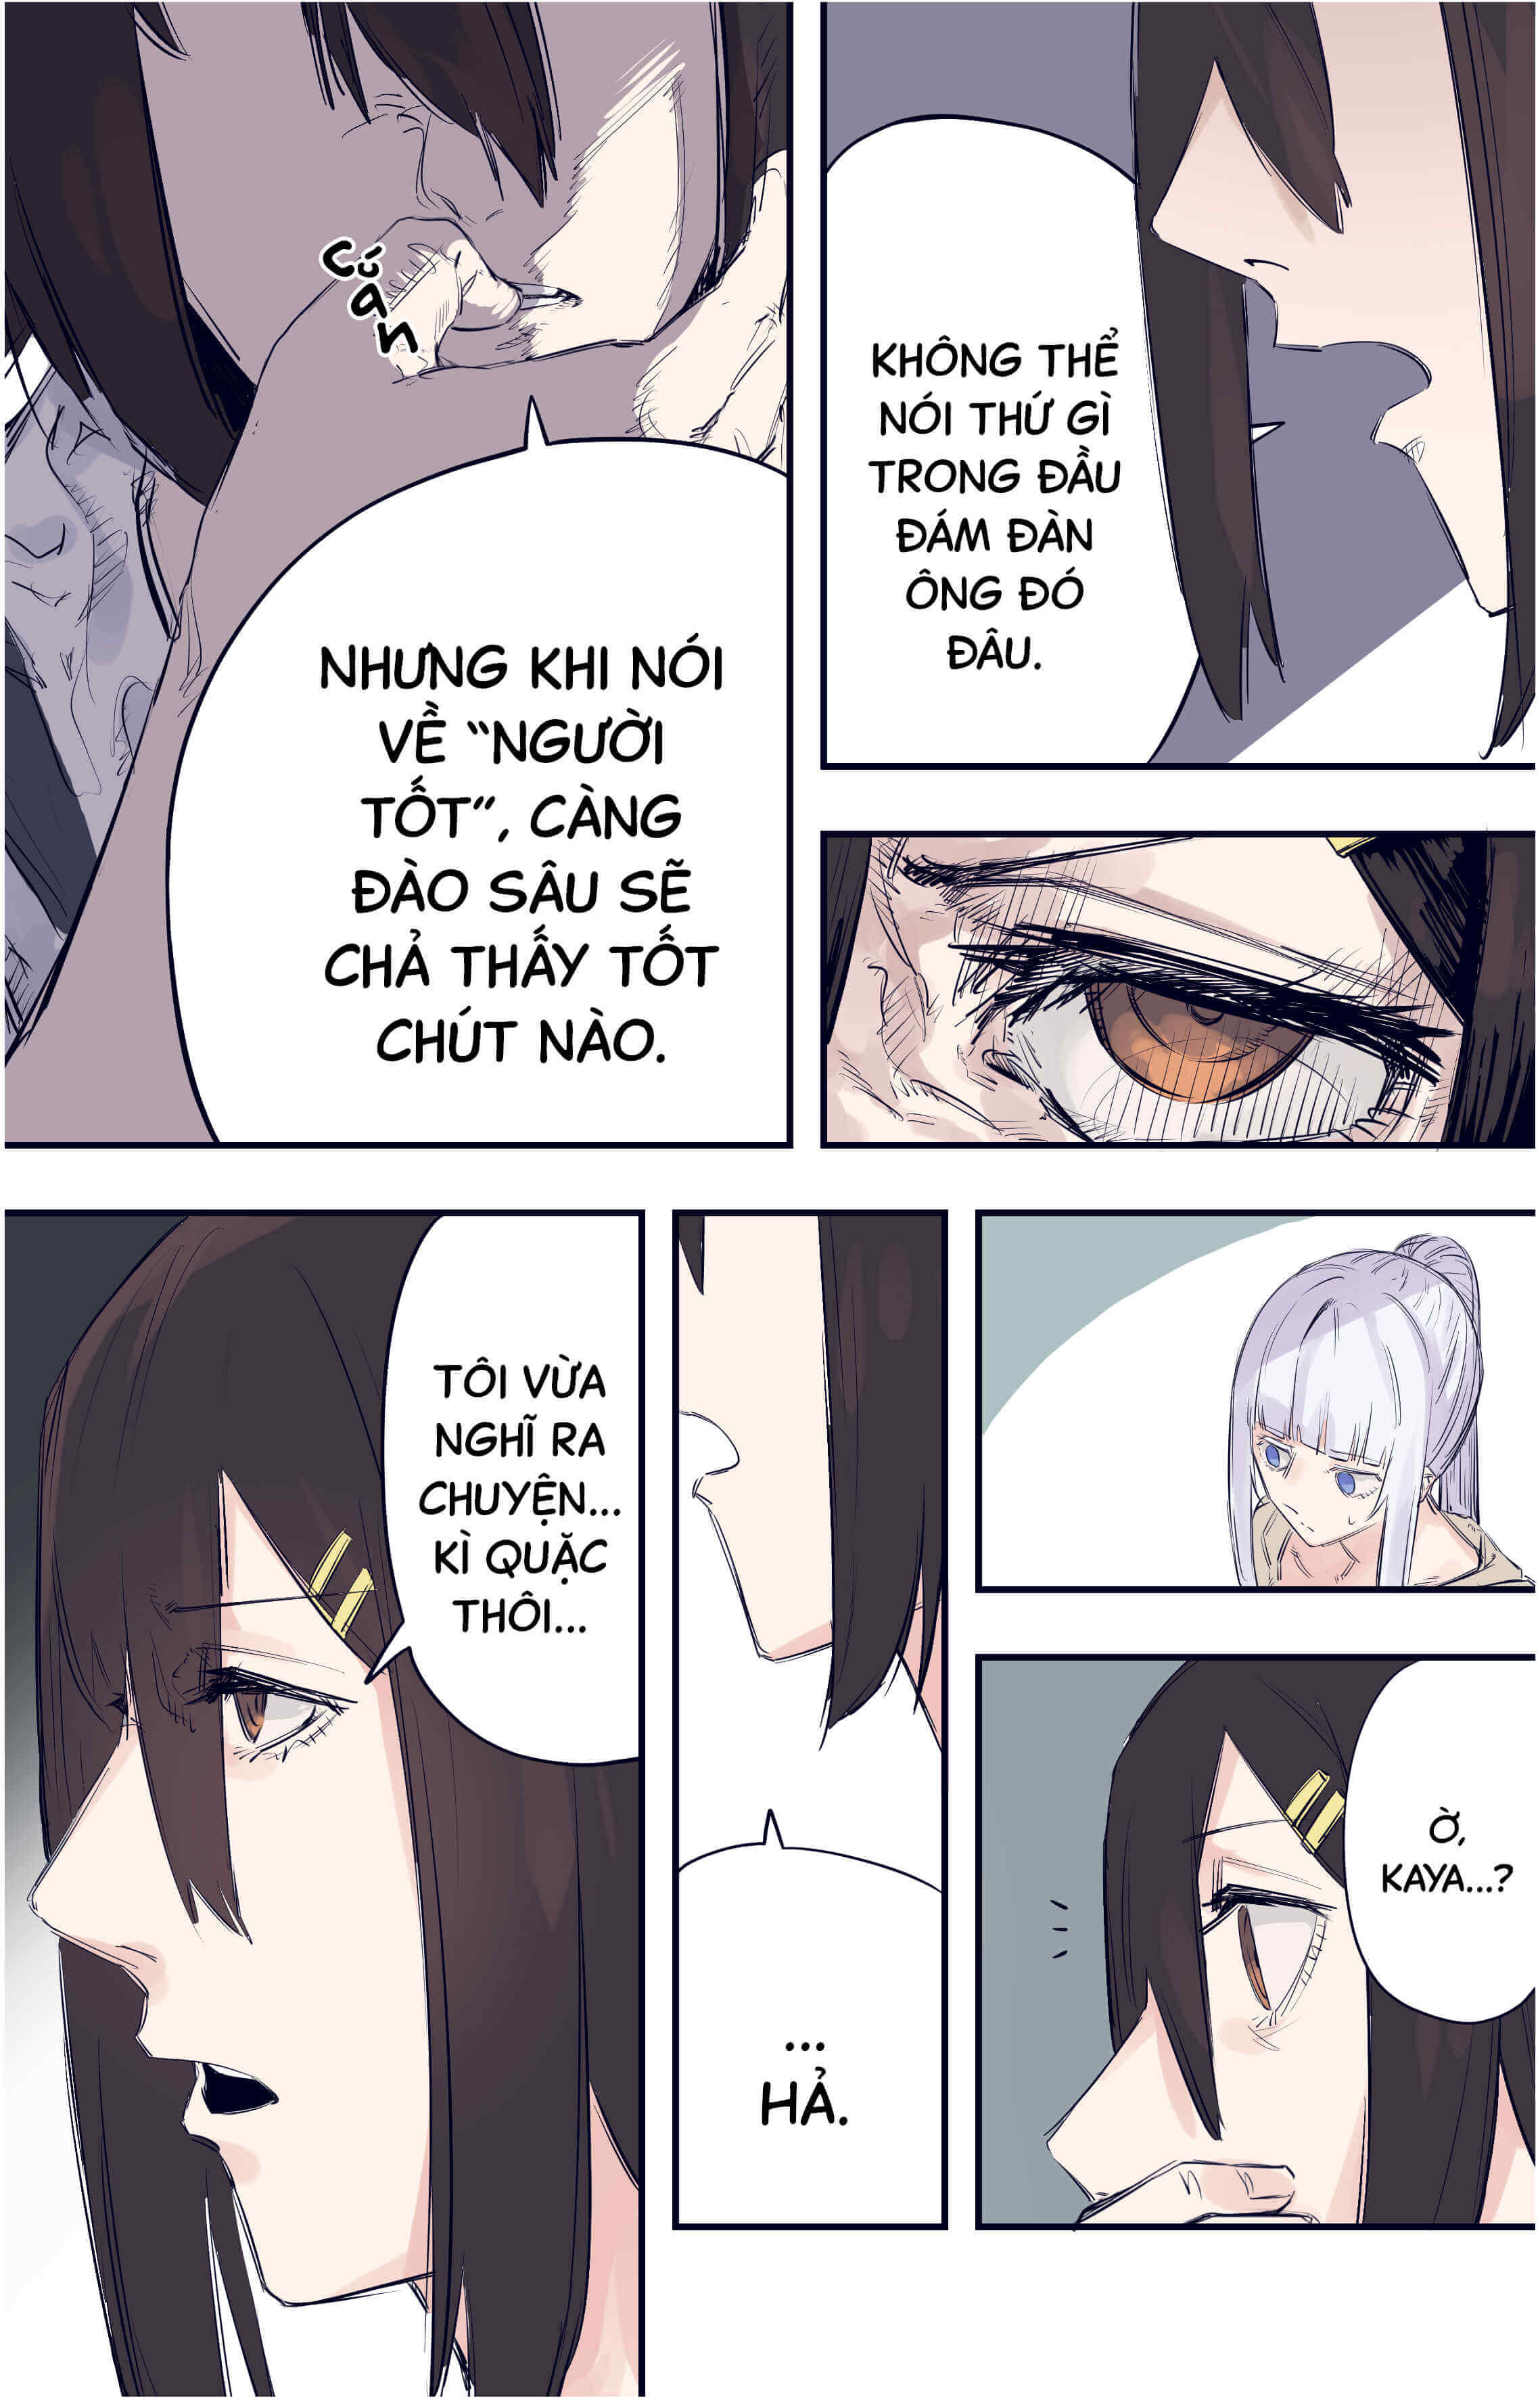 KHÔNG THỂ
NÓI THỨ GÌ
TRONG ĐẦU
ĐÁM ĐÀN
ÔNG ĐÓ
ĐÂU.
Cắn
NHƯNG KHI NÓI
VỀ “NGƯỜI
TỐT”, CÀNG
ĐÀO SÂU SẼ
CHẢ THẤY TỐT
CHÚT NÀO.
Ờ,
KAYA...?
...
HẢ.
TÔI VỪA
NGHĨ RA
CHUYỆN...
KÌ QUẶC
THÔI...